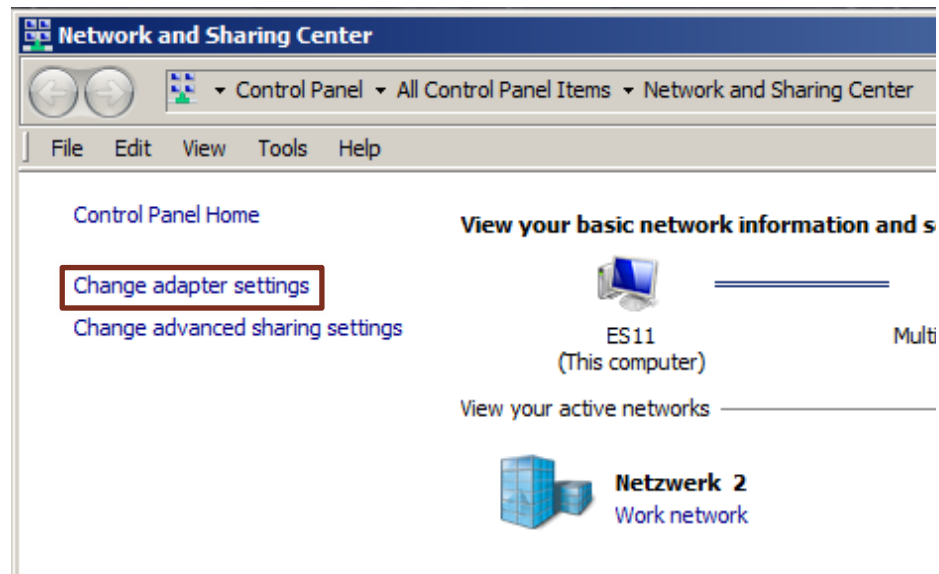 Network and Sharing Center
Control Panel All Control Panel Items Network and Sharing Center
File Edit View Tools Help
Control Panel Home
Change adapter settings
Change advanced sharing settings
View your basic network information and s
ES11
(This computer)
Multi
View your active networks
Netzwerk 2
Work network